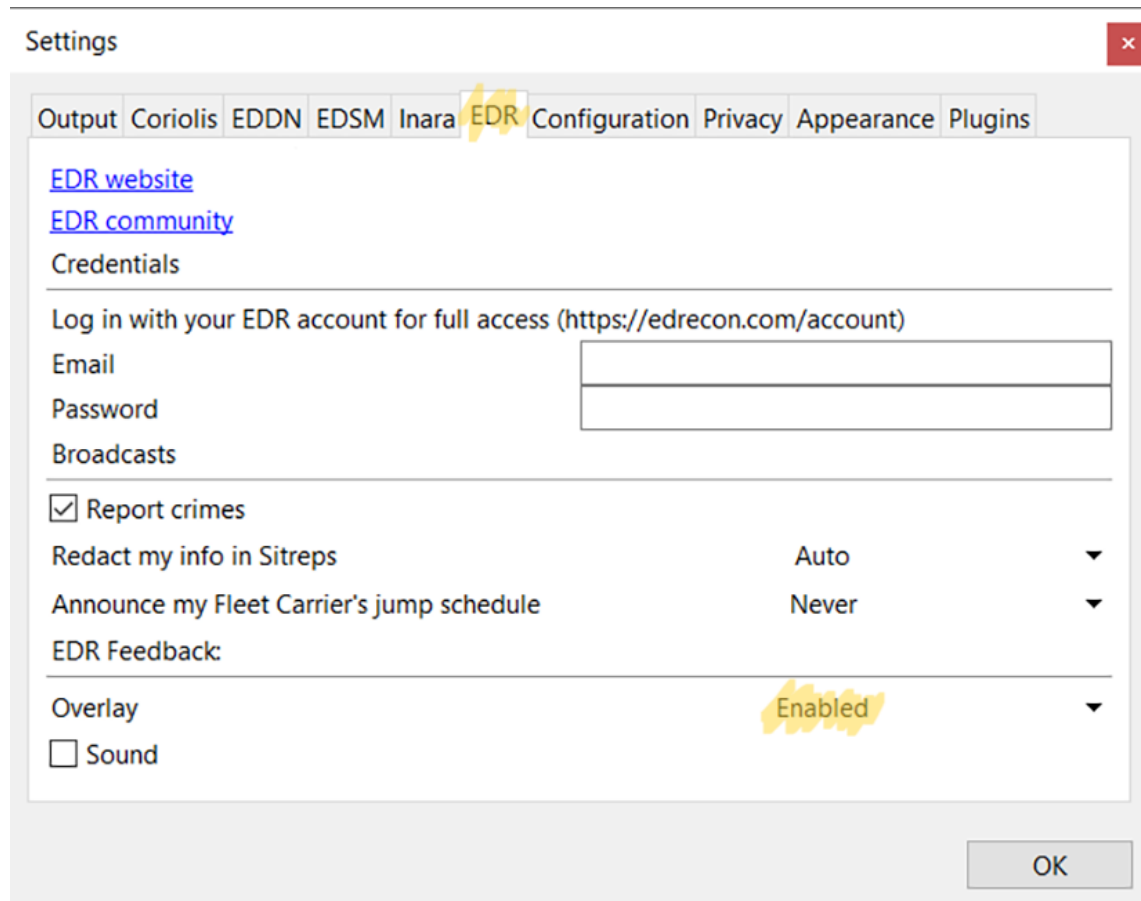 Settings
Output Coriolis EDDN EDSM Inara EDR Configuration Privacy Appearance Plugins
EDR website
EDR community
Credentials
Log in with your EDR account for full access (https://edrecon.com/account)
Email
Password
Broadcasts
Report crimes
Redact my info in Sitreps Auto
Announce my Fleet Carrier's jump schedule Never
EDR Feedback:
Overlay Enabled
Sound
OK